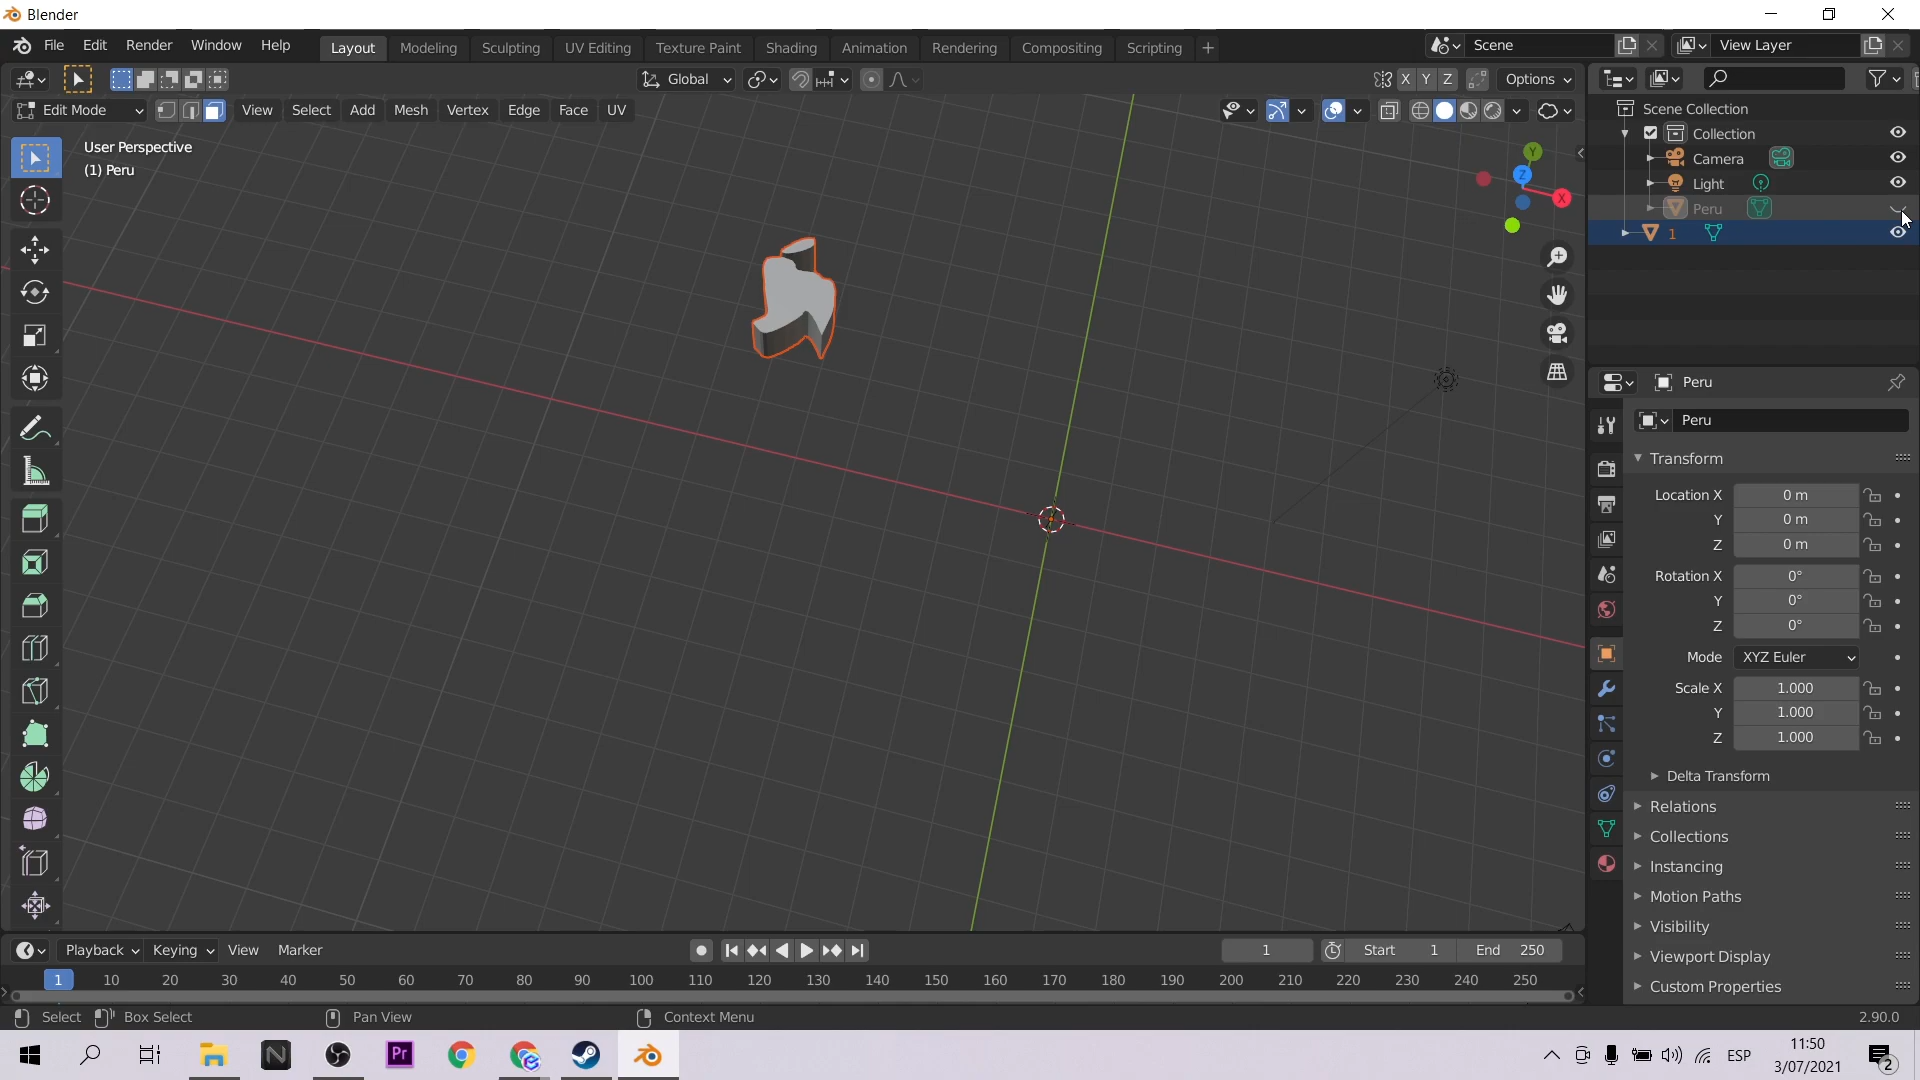 Blender
File Edit Render Window Help Layout Modeling Sculpting UV Editing Texture Paint Shading Animation Rendering Compositing Scripting + Scene View Layer
Global X Y Z Options
Edit Mode View Select Add Mesh Vertex Edge Face UV
User Perspective
(1) Peru
Y
Z
X
Scene Collection
Collection
Camera
Light
Peru
1
Peru
Peru
Transform
Location X 0 m
Y 0 m
Z 0 m
Rotation X 0°
Y 0°
Z 0°
Mode XYZ Euler
Scale X 1.000
Y 1.000
Z 1.000
Delta Transform
Relations
Collections
Instancing
Motion Paths
Visibility
Viewport Display
Custom Properties
Playback Keying View Marker 1 Start 1 End 250
1 10 20 30 40 50 60 70 80 90 100 110 120 130 140 150 160 170 180 190 200 210 220 230 240 250
Select Box Select Pan View Context Menu 2.90.0
N Pr ESP 11:50
3/07/2021 2